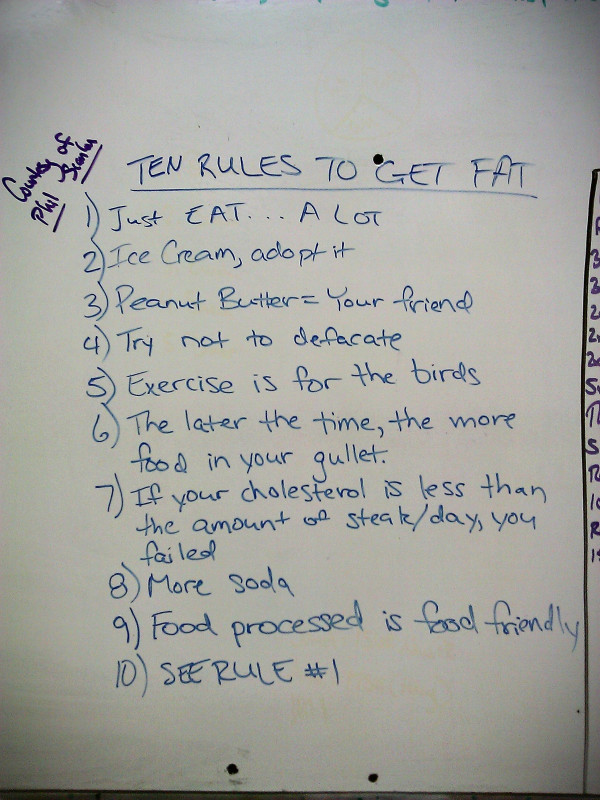 Courtesy of
Phil
TEN RULES TO GET FAT
1) Just EAT... A LOT
2) Ice Cream, adopt it
3) Peanut Butter = Your friend
4) Try not to defacate
5) Exercise is for the birds
6) The later the time, the more
food in your gullet.
7) If your cholesterol is less than
the amount of steak/day, you
failed
8) More soda
9) Food processed is food friendly
10) SEE RULE #1